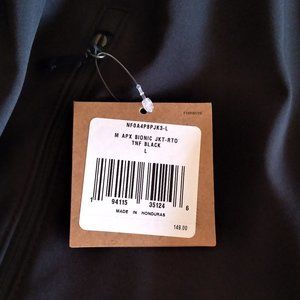 NF0A4P8PJK3-L
M APX BIONIC JKT-RTO
TNF BLACK
L
1 94115 35124 6
MADE IN HONDURAS
149.00